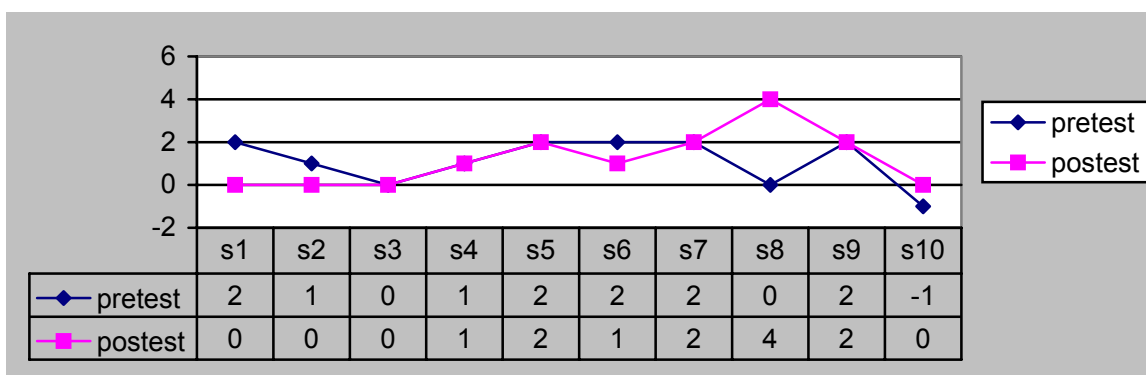 6
4
2
0
-2
pretest
postest
s1 s2 s3 s4 s5 s6 s7 s8 s9 s10
pretest 2 1 0 1 2 2 2 0 2 -1
postest 0 0 0 1 2 1 2 4 2 0